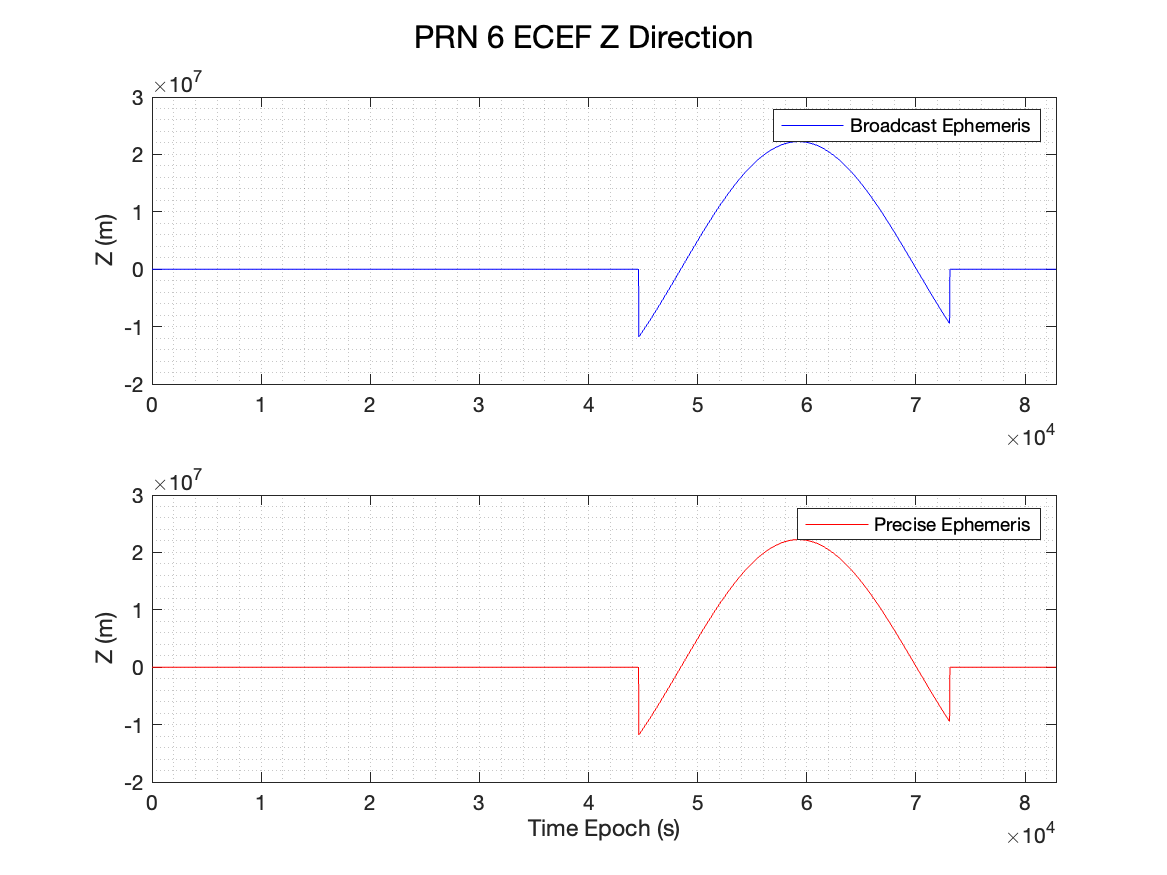 PRN 6 ECEF Z Direction
×10^7
3
2
1
0
-1
-2
Z (m)
Broadcast Ephemeris
0 1 2 3 4 5 6 7 8
×10^4
×10^7
3
2
1
0
-1
-2
Z (m)
Precise Ephemeris
0 1 2 3 4 5 6 7 8
Time Epoch (s)
×10^4